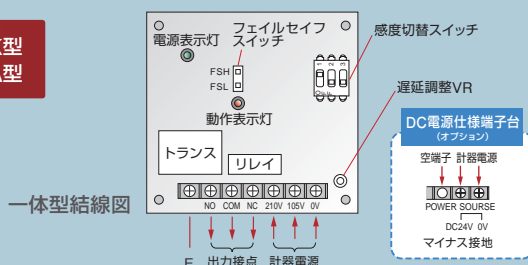 型
型
電源表示灯
フェイルセイフ
スイッチ
感度切替スイッチ
FSH
FSL
1 2 3
動作表示灯
遅延調整VR
トランス
リレイ
NO COM NC 210V 105V 0V
一体型結線図
E 出力接点 計器電源
DC電源仕様端子台
(オプション)
空端子 計器電源
POWER SOURSE
DC24V 0V
マイナス接地